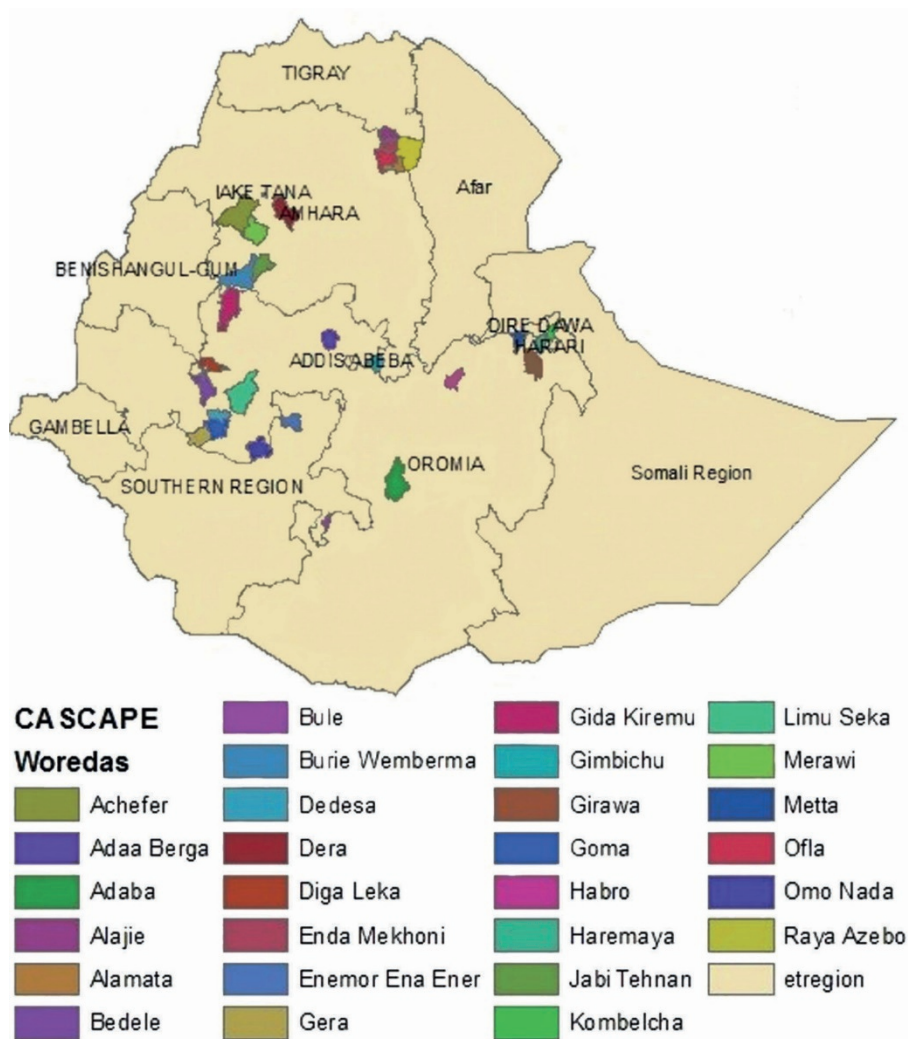 TIGRAY
Afar
lAKE TANA
AMHARA
BENISHANGUL-GUM
DIRE DAWA
HARARI
ADDIS ABEBA
GAMBELLA
OROMIA
Somali Region
SOUTHERN REGION
CASCAPE
Woredas
Achefer
Adaa Berga
Adaba
Alajie
Alamata
Bedele
Bule
Burie Wemberma
Dedesa
Dera
Diga Leka
Enda Mekhoni
Enemor Ena Ener
Gera
Gida Kiremu
Gimbichu
Girawa
Goma
Habro
Haremaya
Jabi Tehnan
Kombelcha
Limu Seka
Merawi
Metta
Ofla
Omo Nada
Raya Azebo
etregion